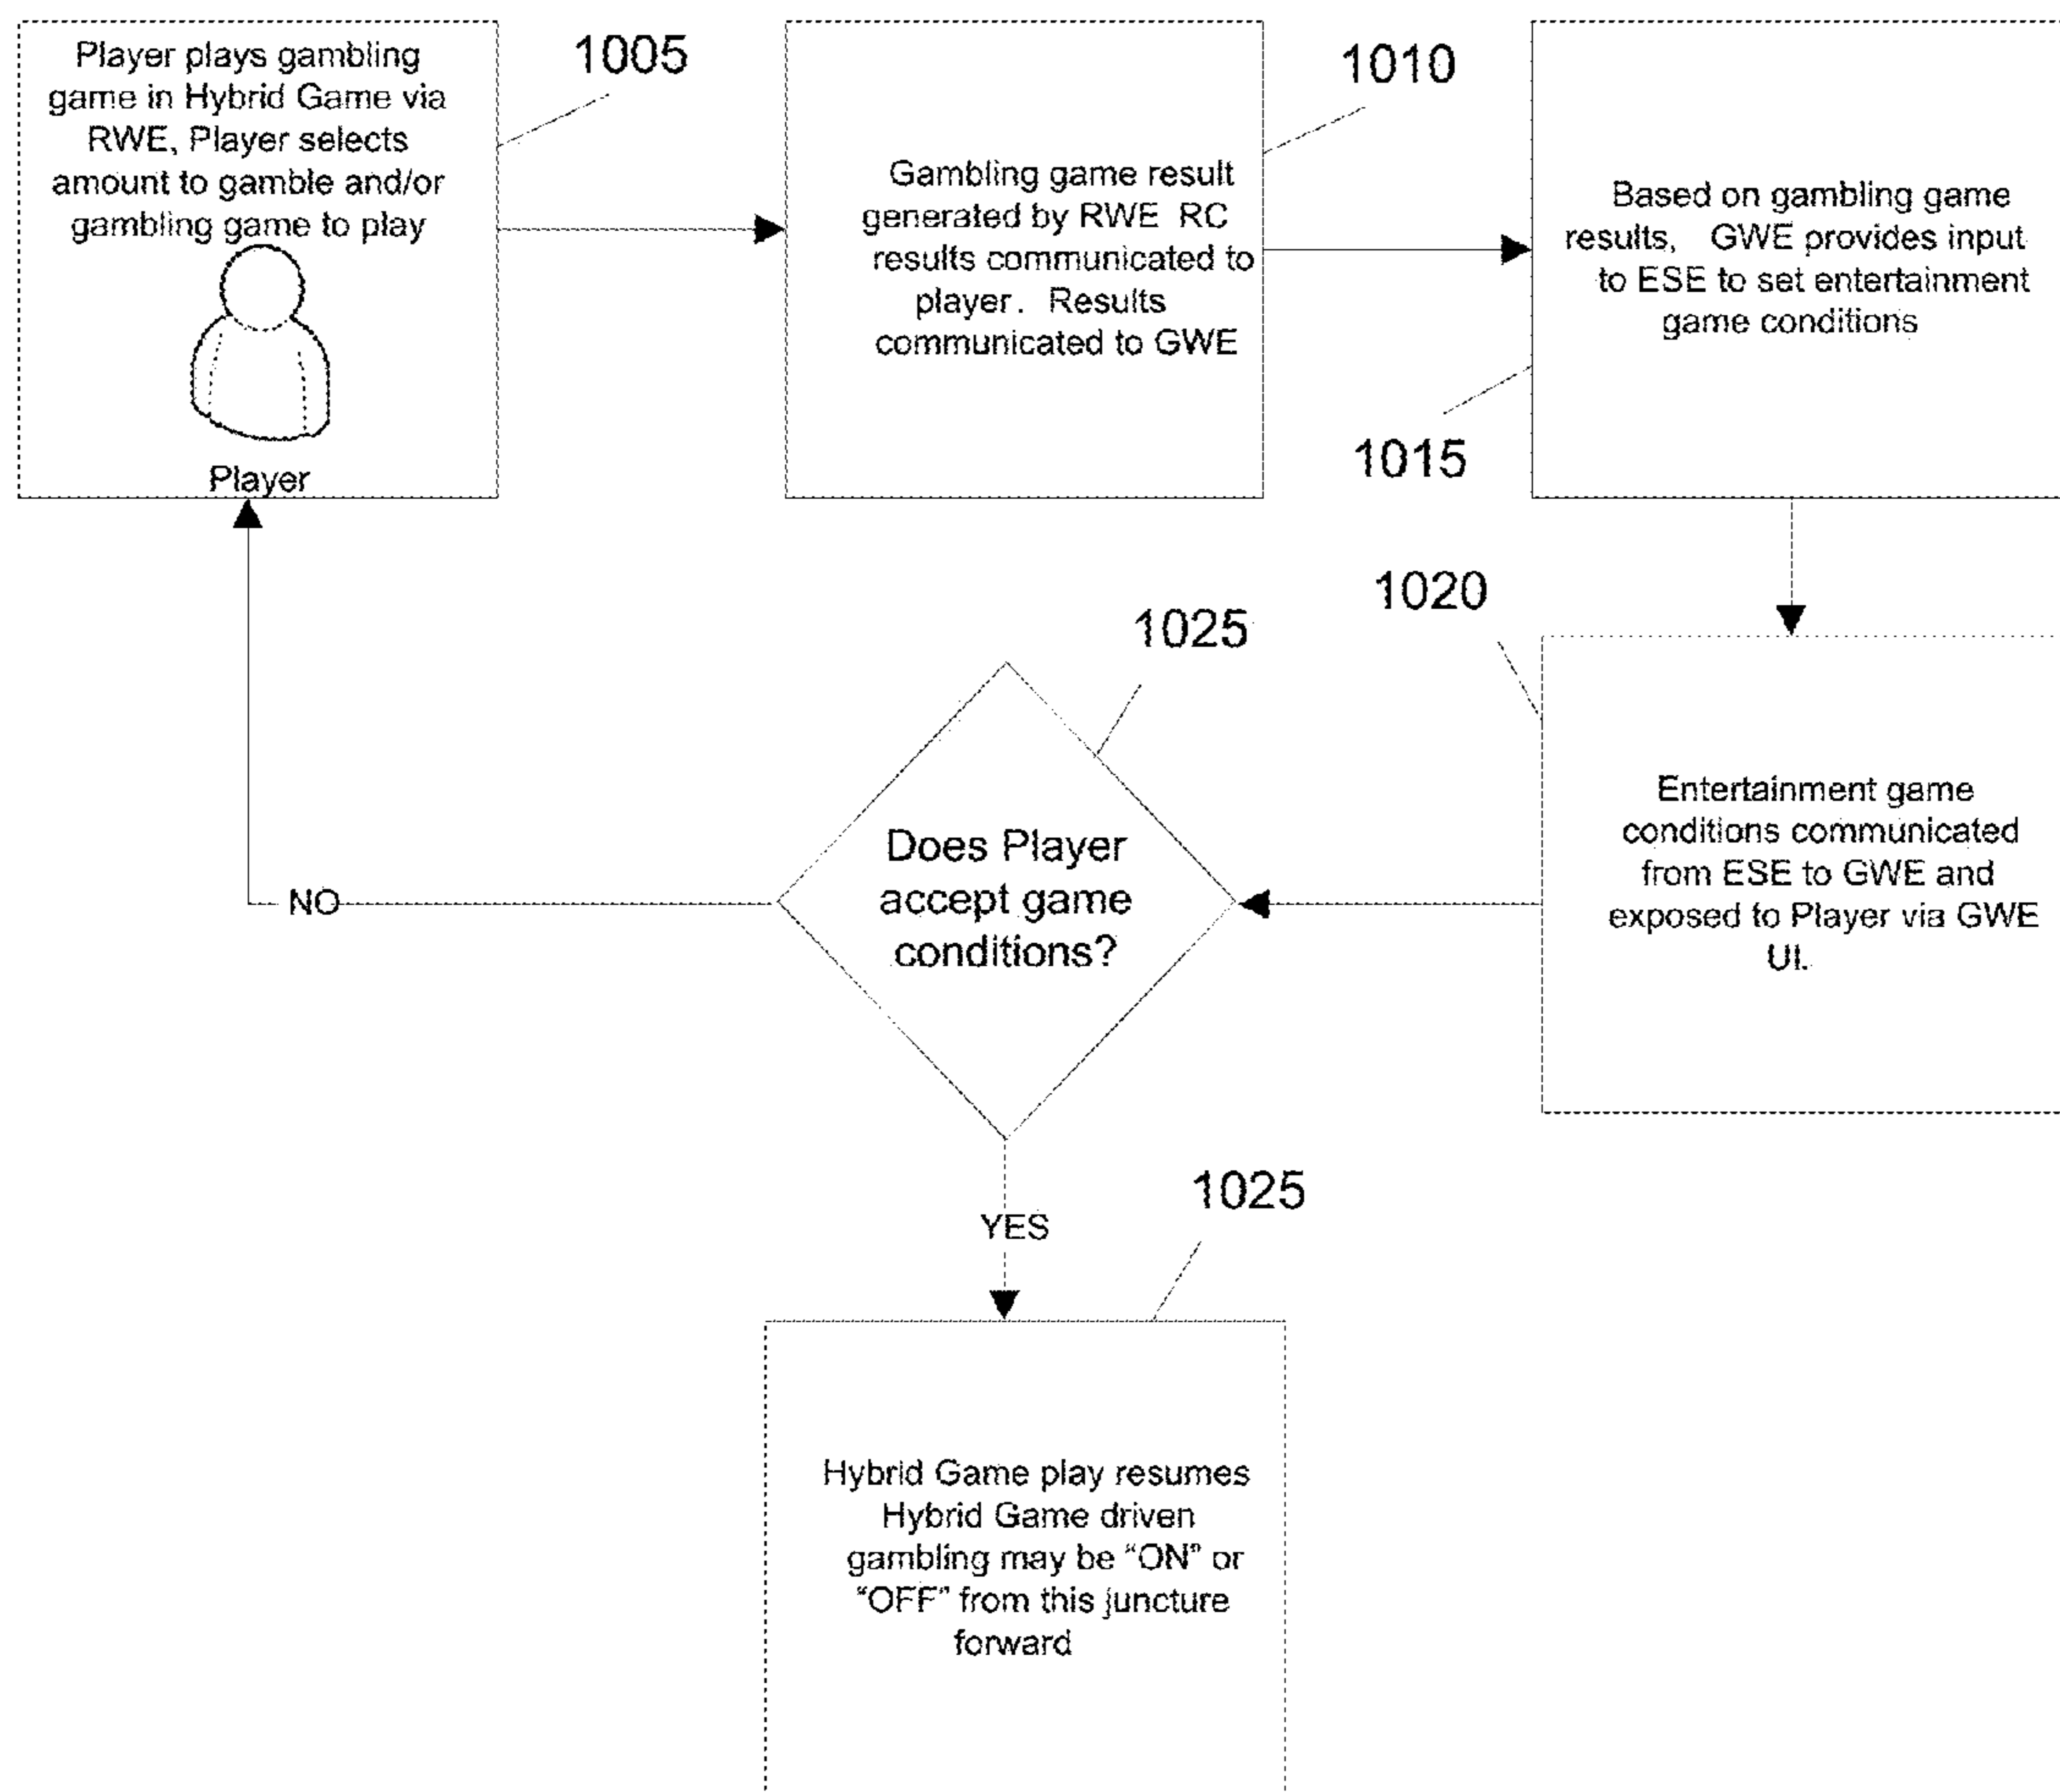 Player plays gambling
game in Hybrid Game via
RWE, Player selects
amount to gamble and/or
gambling game to play
Player
1005
Gambling game result
generated by RWE RC
results communicated to
player. Results
communicated to GWE
1010
Based on gambling game
results, GWE provides input
to ESE to set entertainment
game conditions
1015
1020
Entertainment game
conditions communicated
from ESE to GWE and
exposed to Player via GWE
UI.
1025
Does Player
accept game
conditions?
NO
YES
1025
Hybrid Game play resumes
Hybrid Game driven
gambling may be “ON” or
“OFF” from this juncture
forward